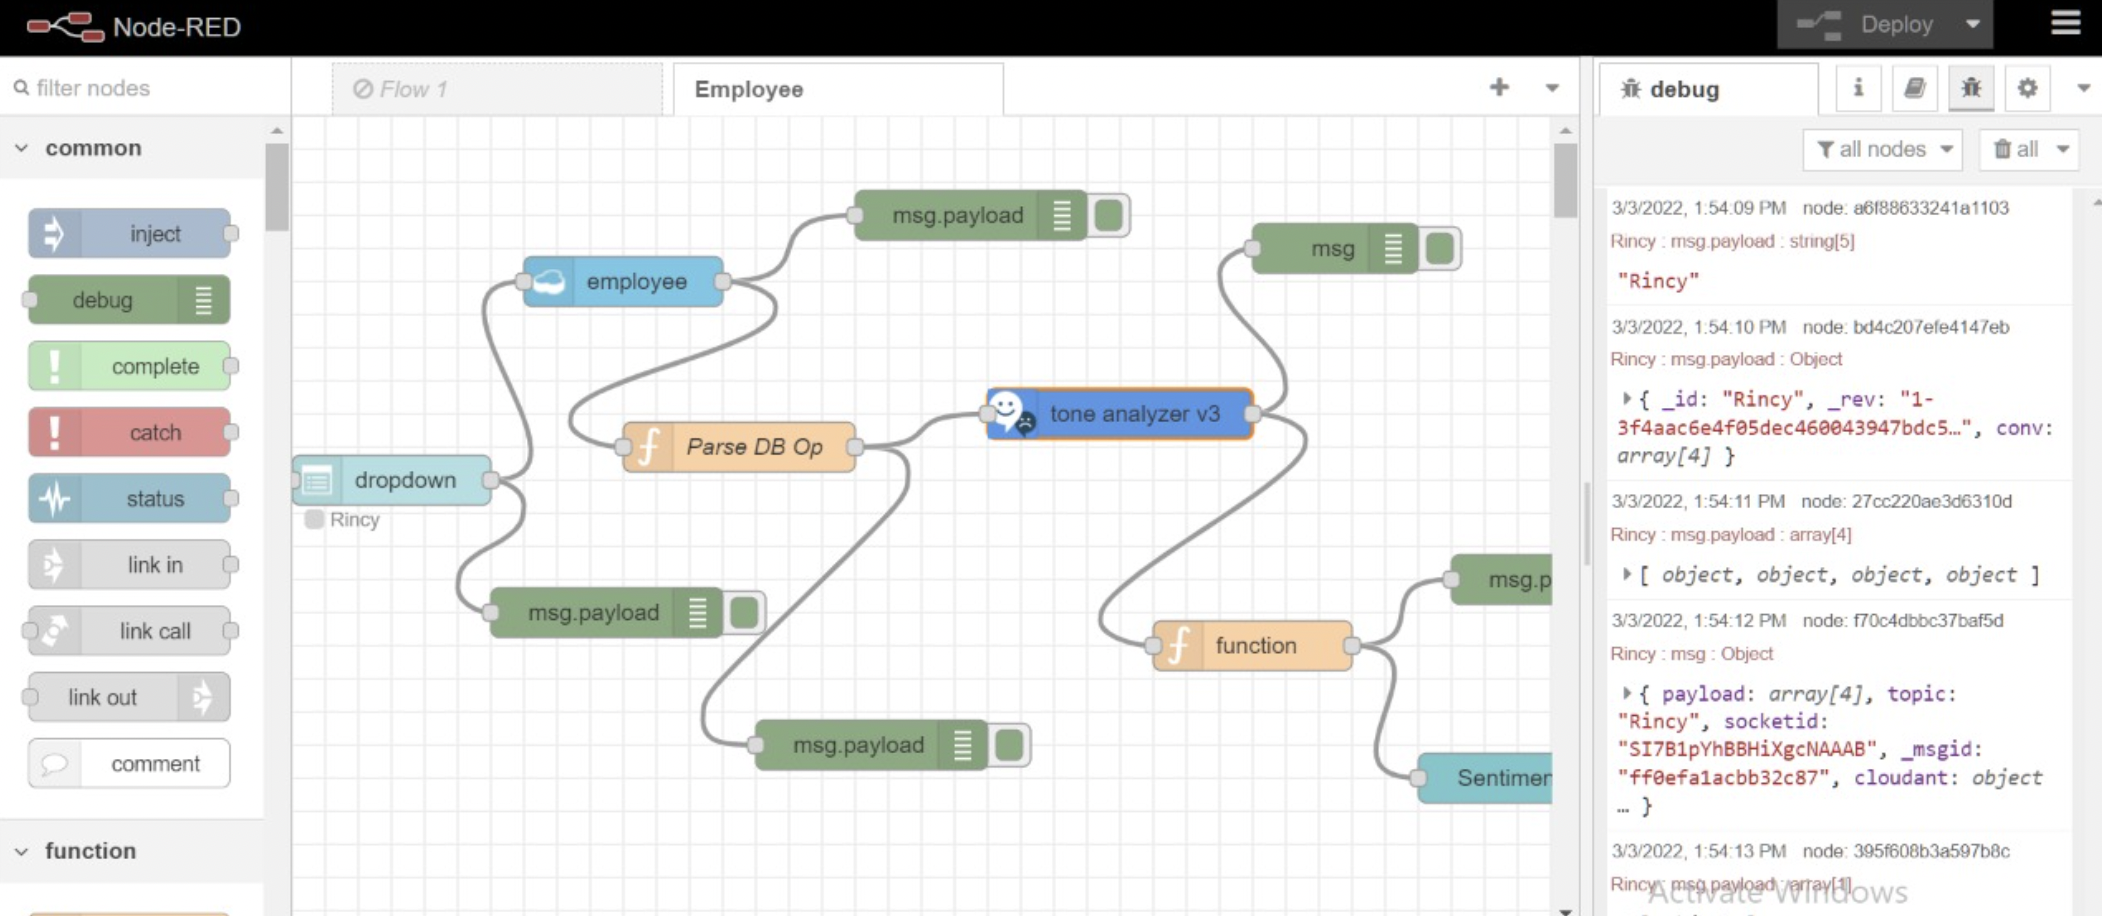 Node-RED
Deploy
filter nodes
Flow 1
Employee
debug
all nodes
all
common
inject
debug
complete
catch
status
link in
link call
link out
comment
function
msg.payload
msg
employee
tone analyzer v3
Parse DB Op
dropdown
Rincy
msg.payload
msg.p
function
msg.payload
Sentimen
3/3/2022, 1:54:09 PM node: a6f88633241a1103
Rincy : msg.payload : string[5]
"Rincy"
3/3/2022, 1:54:10 PM node: bd4c207efe4147eb
Rincy : msg.payload : Object
{ _id: "Rincy", _rev: "1-
3f4aac6e4f05dec460043947bdc5…", conv:
array[4] }
3/3/2022, 1:54:11 PM node: 27cc220ae3d6310d
Rincy : msg.payload : array[4]
[ object, object, object, object ]
3/3/2022, 1:54:12 PM node: f70c4dbbc37baf5d
Rincy : msg : Object
{ payload: array[4], topic:
"Rincy", socketid:
"SI7B1pYhBBHiXgcNAAAB", _msgid:
"ff0efa1acbb32c87", cloudant: object
… }
3/3/2022, 1:54:13 PM node: 395f608b3a597b8c
Rincy : msg.payload : array[1]
Activate Windows